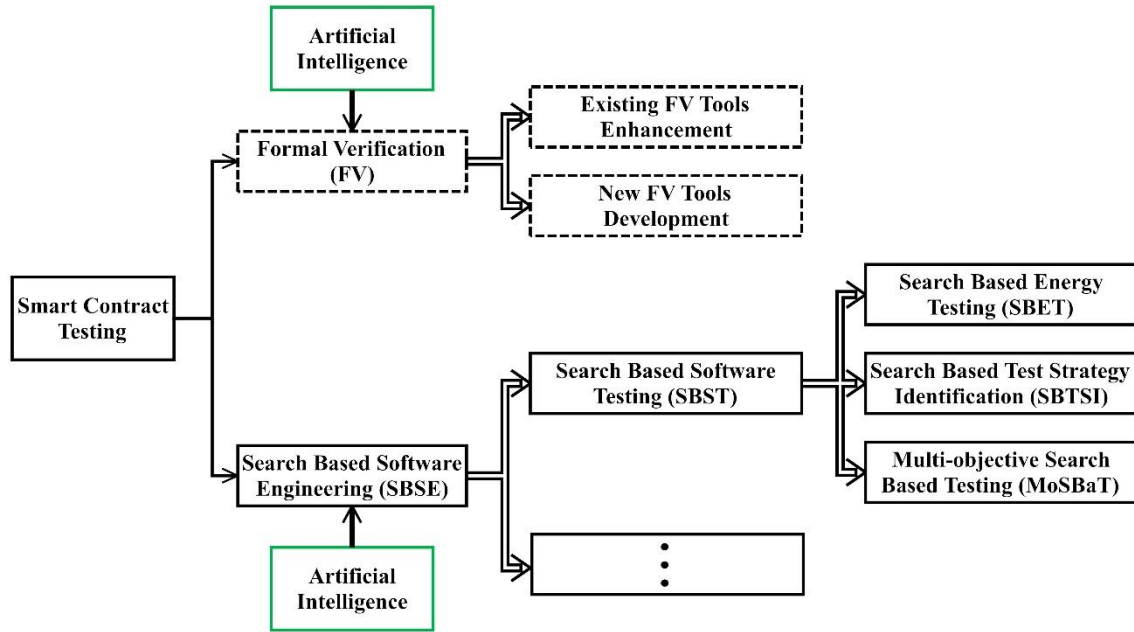 Artificial
Intelligence
Formal Verification
(FV)
Existing FV Tools
Enhancement
New FV Tools
Development
Smart Contract
Testing
Search Based Software
Engineering (SBSE)
Artificial
Intelligence
Search Based Software
Testing (SBST)
Search Based Energy
Testing (SBET)
Search Based Test Strategy
Identification (SBTSI)
Multi-objective Search
Based Testing (MoSBaT)